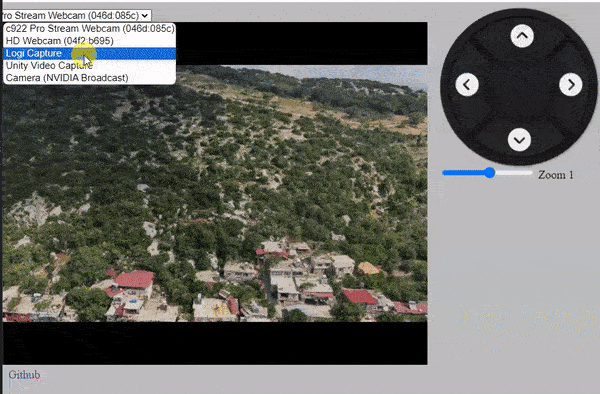 ro Stream Webcam (046d:085c)
c922 Pro Stream Webcam (046d:085c)
HD Webcam (04f2:b695)
Logi Capture
Unity Video Capture
Camera (NVIDIA Broadcast)
Zoom 1
Github